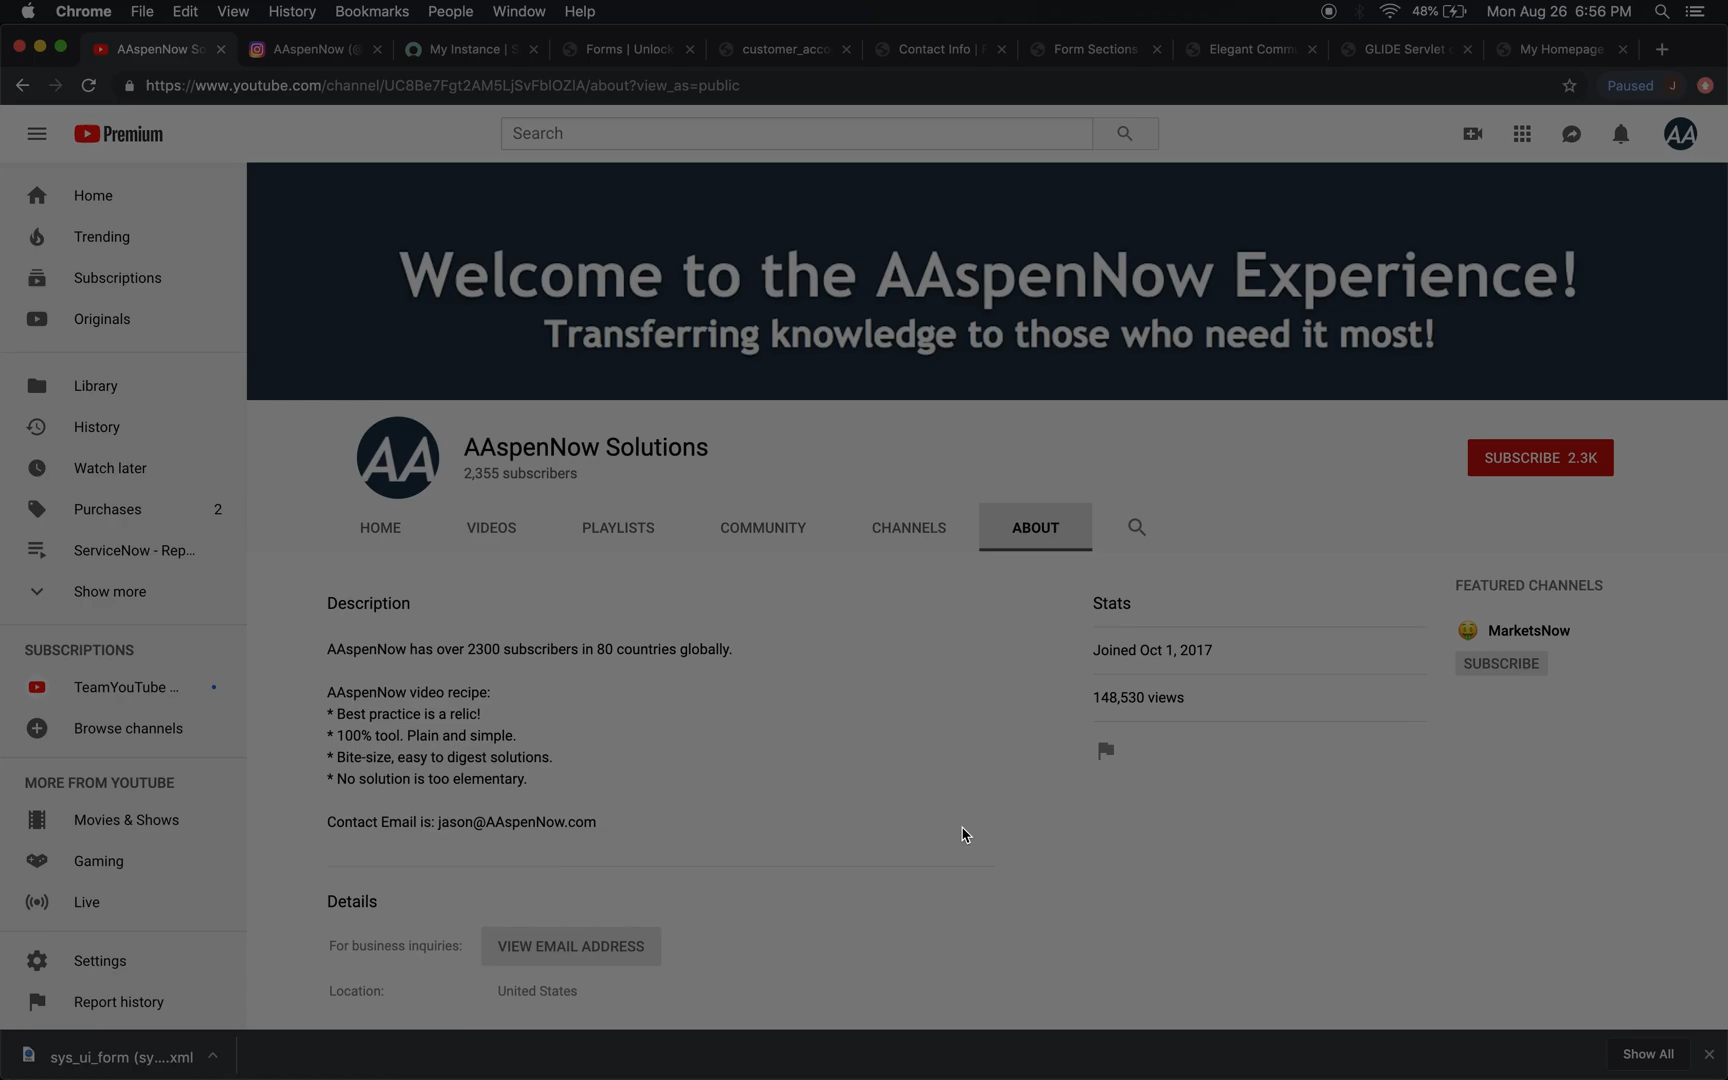 Chrome File Edit View History Bookmarks People Window Help 48% Mon Aug 26 6:56 PM
AAspenNow So AAspenNow (@ My Instance | S Forms | Unlock customer_acco Contact Info | F Form Sections Elegant Comm GLIDE Servlet My Homepage
https://www.youtube.com/channel/UC8Be7Fgt2AM5LjSvFbIOZIA/about?view_as=public Paused J
Premium Search AA
Home
Trending
Subscriptions
Originals
Library
History
Watch later
Purchases 2
ServiceNow - Rep...
Show more
SUBSCRIPTIONS
TeamYouTube ...
Browse channels
MORE FROM YOUTUBE
Movies & Shows
Gaming
Live
Settings
Report history
Welcome to the AAspenNow Experience!
Transferring knowledge to those who need it most!
AA
AAspenNow Solutions
2,355 subscribers
SUBSCRIBE 2.3K
HOME VIDEOS PLAYLISTS COMMUNITY CHANNELS ABOUT
Description
AAspenNow has over 2300 subscribers in 80 countries globally.
AAspenNow video recipe:
* Best practice is a relic!
* 100% tool. Plain and simple.
* Bite-size, easy to digest solutions.
* No solution is too elementary.
Contact Email is: jason@AAspenNow.com
Details
For business inquiries: VIEW EMAIL ADDRESS
Location: United States
Stats
Joined Oct 1, 2017
148,530 views
FEATURED CHANNELS
MarketsNow
SUBSCRIBE
sys_ui_form (sy....xml Show All